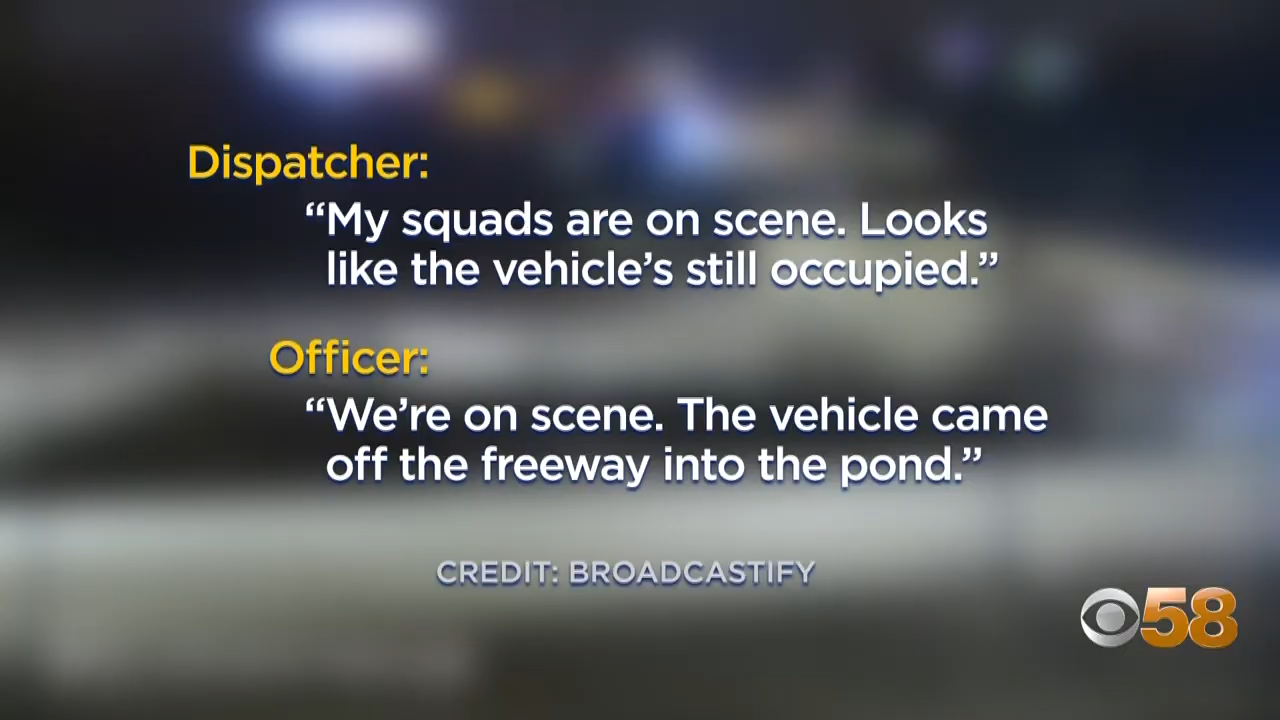 Dispatcher:
“My squads are on scene. Looks
like the vehicle’s still occupied.”
Officer:
“We’re on scene. The vehicle came
off the freeway into the pond.”
CREDIT: BROADCASTIFY
58